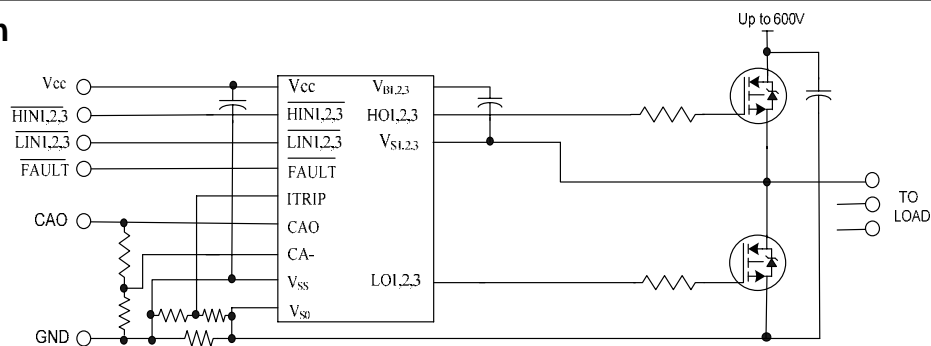 n
Up to 600V
Vcc
HIN1,2,3
LIN1,2,3
FAULT
CAO
GND
Vcc
HIN1,2,3
LIN1,2,3
FAULT
ITRIP
CAO
CA-
VSS
VS0
VB1,2,3
HO1,2,3
VS1,2,3
LO1,2,3
TO
LOAD